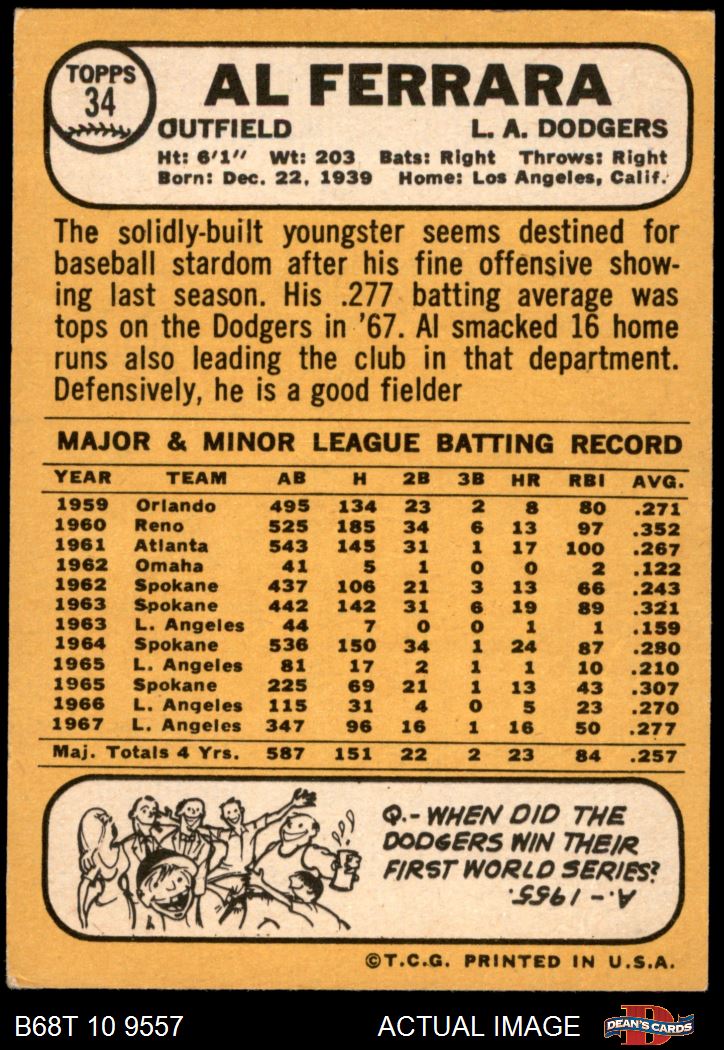 TOPPS
34
AL FERRARA
OUTFIELD L. A. DODGERS
Ht: 6'1" Wt: 203 Bats: Right Throws: Right
Born: Dec. 22, 1939 Home: Los Angeles, Calif.
The solidly-built youngster seems destined for
baseball stardom after his fine offensive show-
ing last season. His .277 batting average was
tops on the Dodgers in '67. Al smacked 16 home
runs also leading the club in that department.
Defensively, he is a good fielder
MAJOR & MINOR LEAGUE BATTING RECORD
YEAR TEAM AB H 2B 3B HR RBI AVG.
1959 Orlando 495 134 23 2 8 80 .271
1960 Reno 525 185 34 6 13 97 .352
1961 Atlanta 543 145 31 1 17 100 .267
1962 Omaha 41 5 1 0 0 2 .122
1962 Spokane 437 106 21 3 13 66 .243
1963 Spokane 442 142 31 6 19 89 .321
1963 L. Angeles 44 7 0 0 1 1 .159
1964 Spokane 536 150 34 1 24 87 .280
1965 L. Angeles 81 17 2 1 1 10 .210
1965 Spokane 225 69 21 1 13 43 .307
1966 L. Angeles 115 31 4 0 5 23 .270
1967 L. Angeles 347 96 16 1 16 50 .277
Maj. Totals 4 Yrs. 587 151 22 2 23 84 .257
Q.- WHEN DID THE
DODGERS WIN THEIR
FIRST WORLD SERIES?
A.- 1955.
©T.C.G. PRINTED IN U.S.A.
B68T 10 9557 ACTUAL IMAGE D DEAN'S CARDS